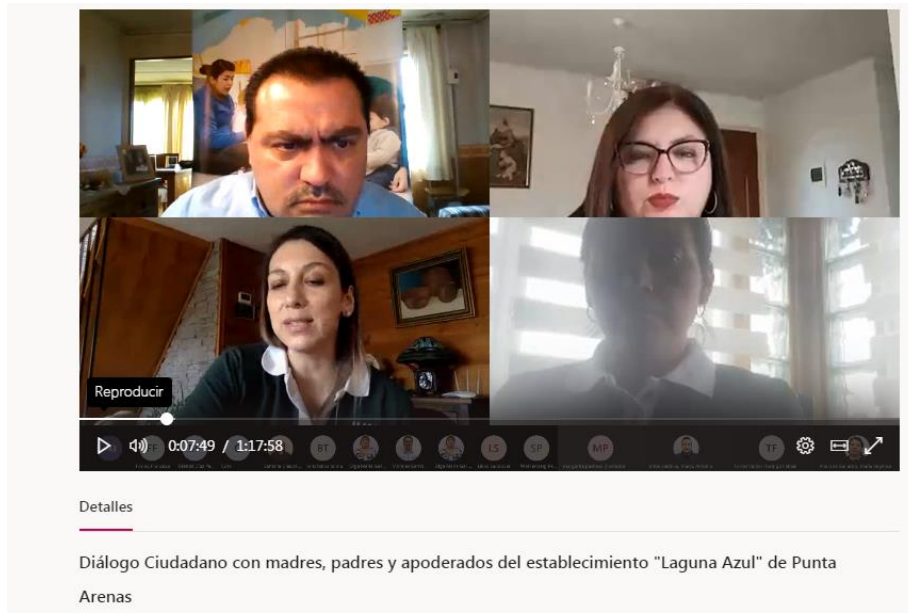 Reproducir
0:07:49 / 1:17:58
BT
LS
SP
MP
TF
Detalles
Diálogo Ciudadano con madres, padres y apoderados del establecimiento "Laguna Azul" de Punta
Arenas